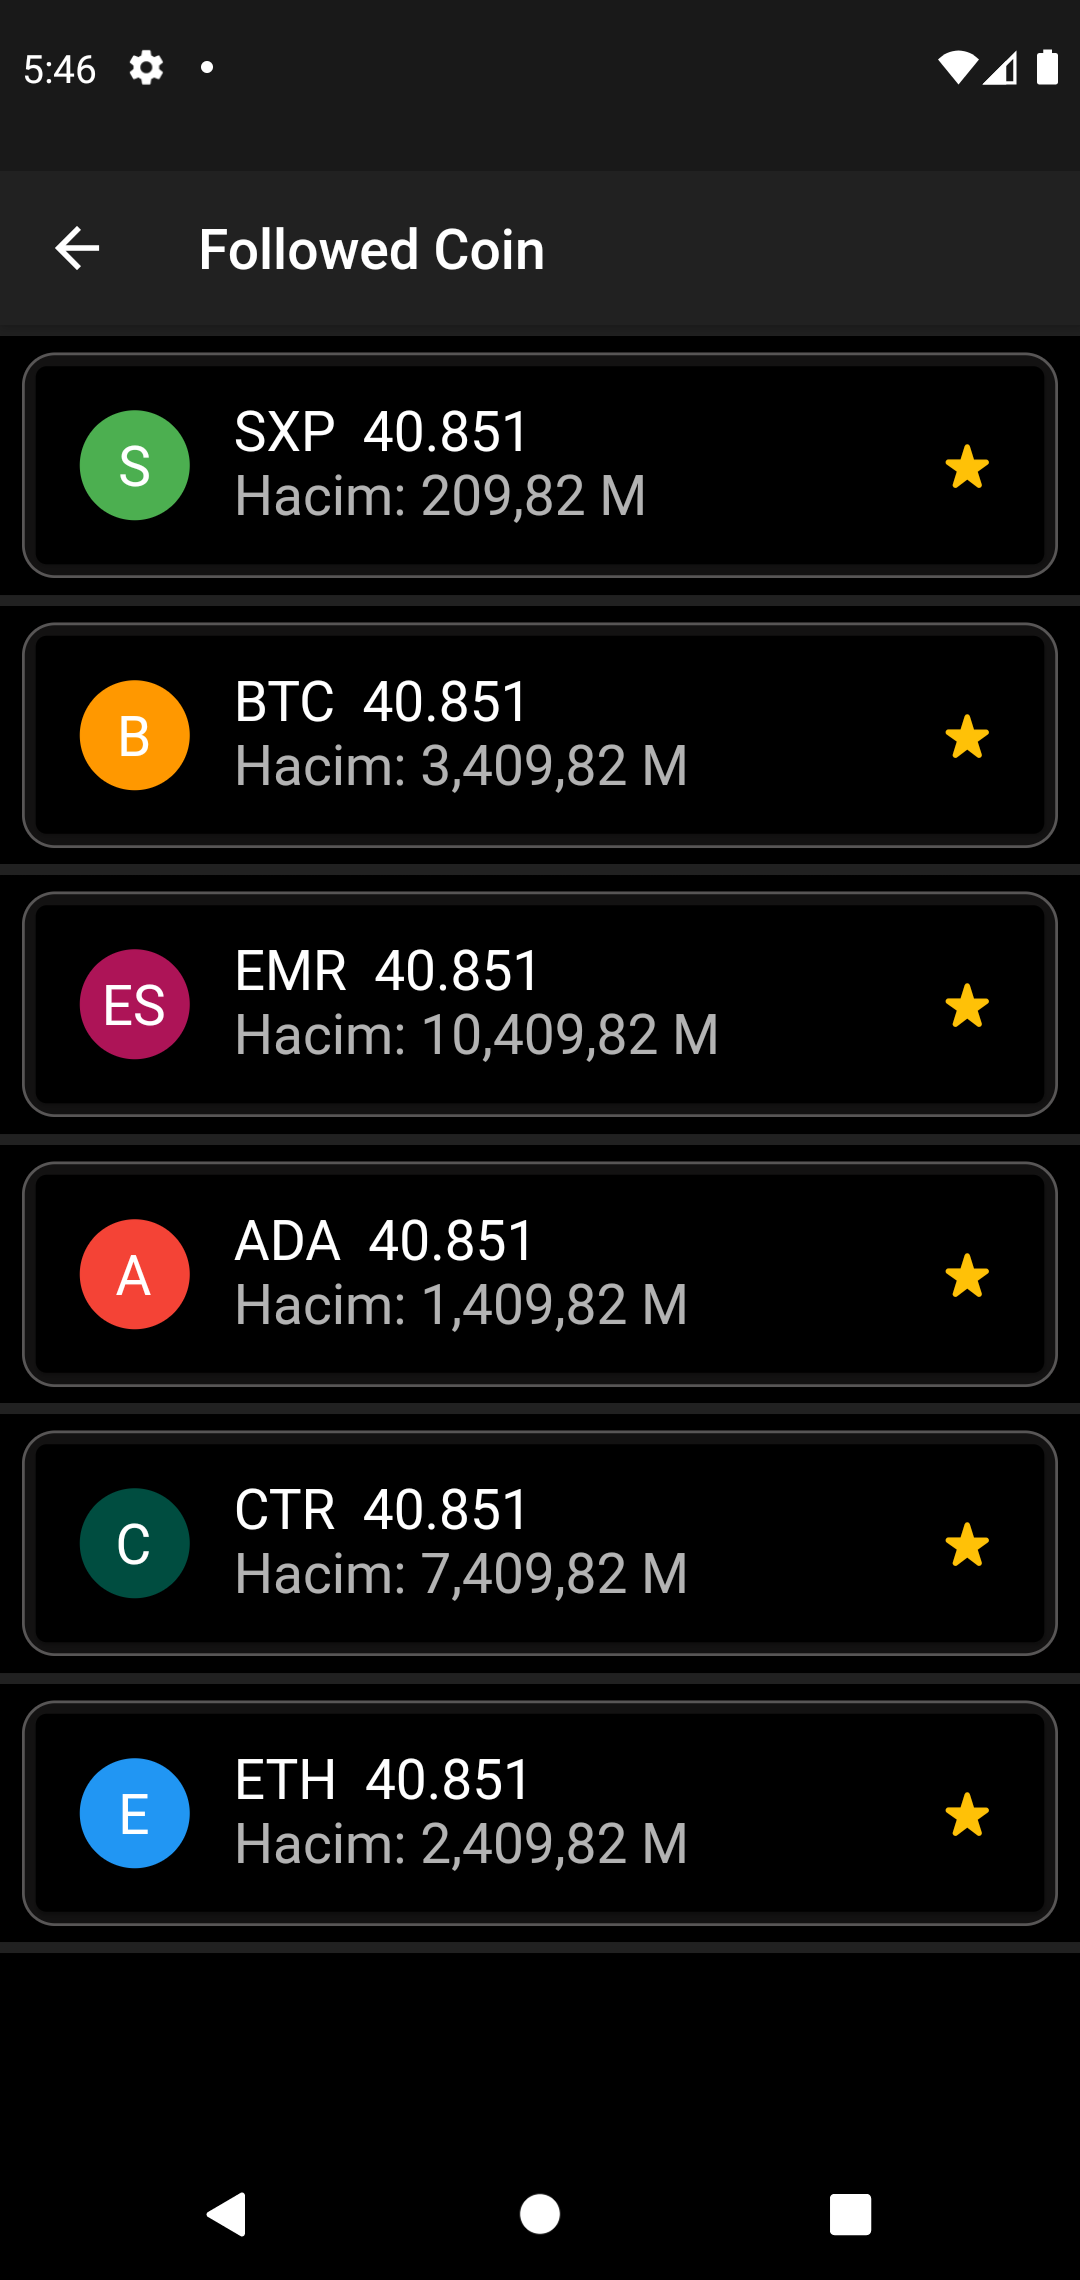 5:46
Followed Coin
S
SXP 40.851
Hacim: 209,82 M
B
BTC 40.851
Hacim: 3,409,82 M
ES
EMR 40.851
Hacim: 10,409,82 M
A
ADA 40.851
Hacim: 1,409,82 M
C
CTR 40.851
Hacim: 7,409,82 M
E
ETH 40.851
Hacim: 2,409,82 M